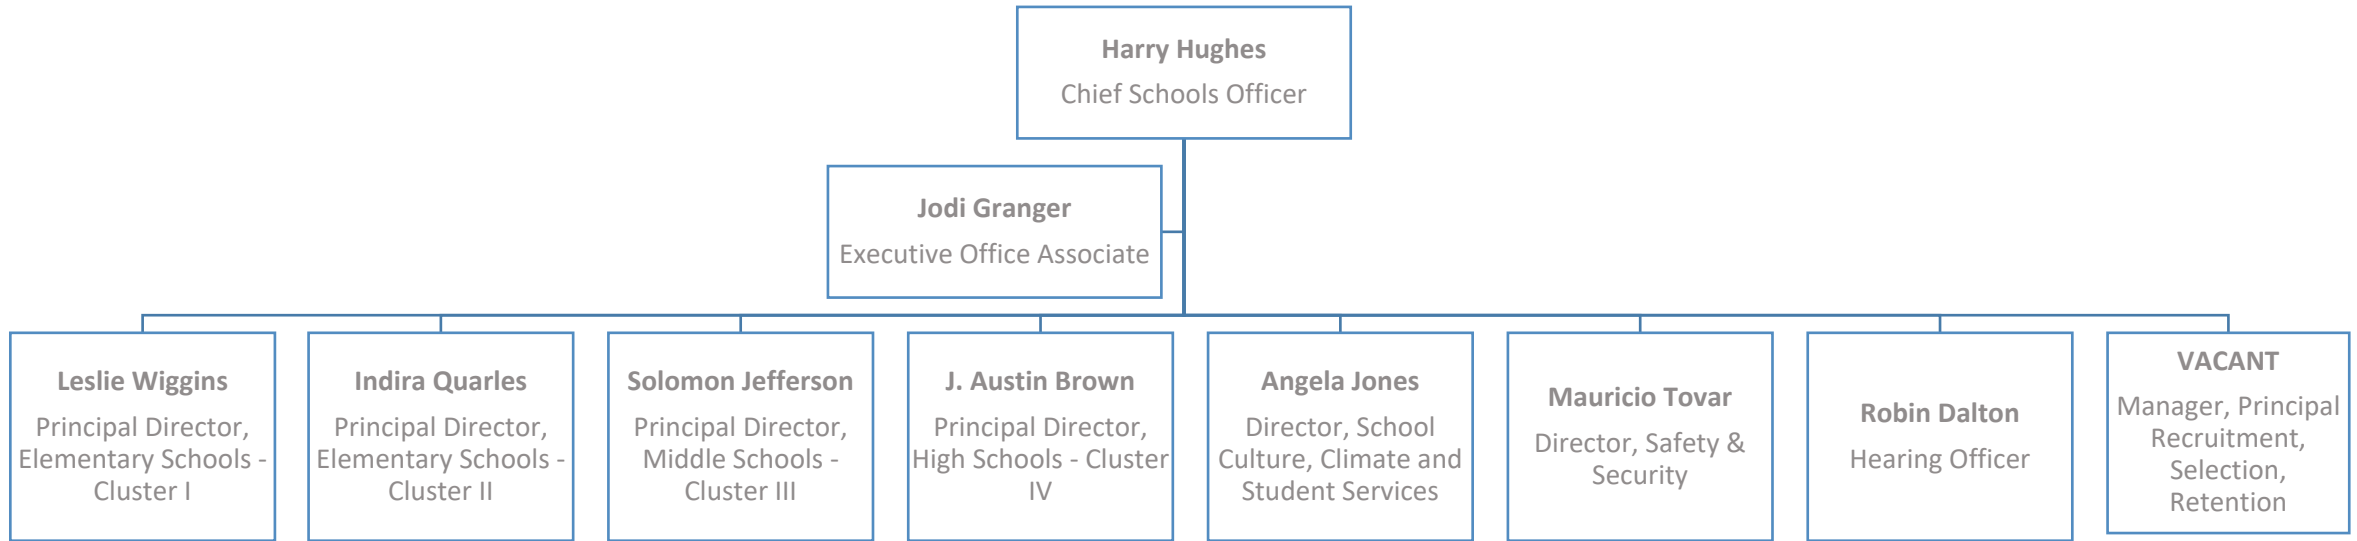 Harry Hughes
Chief Schools Officer
Jodi Granger
Executive Office Associate
Leslie Wiggins
Principal Director,
Elementary Schools -
Cluster I
Indira Quarles
Principal Director,
Elementary Schools -
Cluster II
Solomon Jefferson
Principal Director,
Middle Schools -
Cluster III
J. Austin Brown
Principal Director,
High Schools - Cluster
IV
Angela Jones
Director, School
Culture, Climate and
Student Services
Mauricio Tovar
Director, Safety &
Security
Robin Dalton
Hearing Officer
VACANT
Manager, Principal
Recruitment,
Selection,
Retention